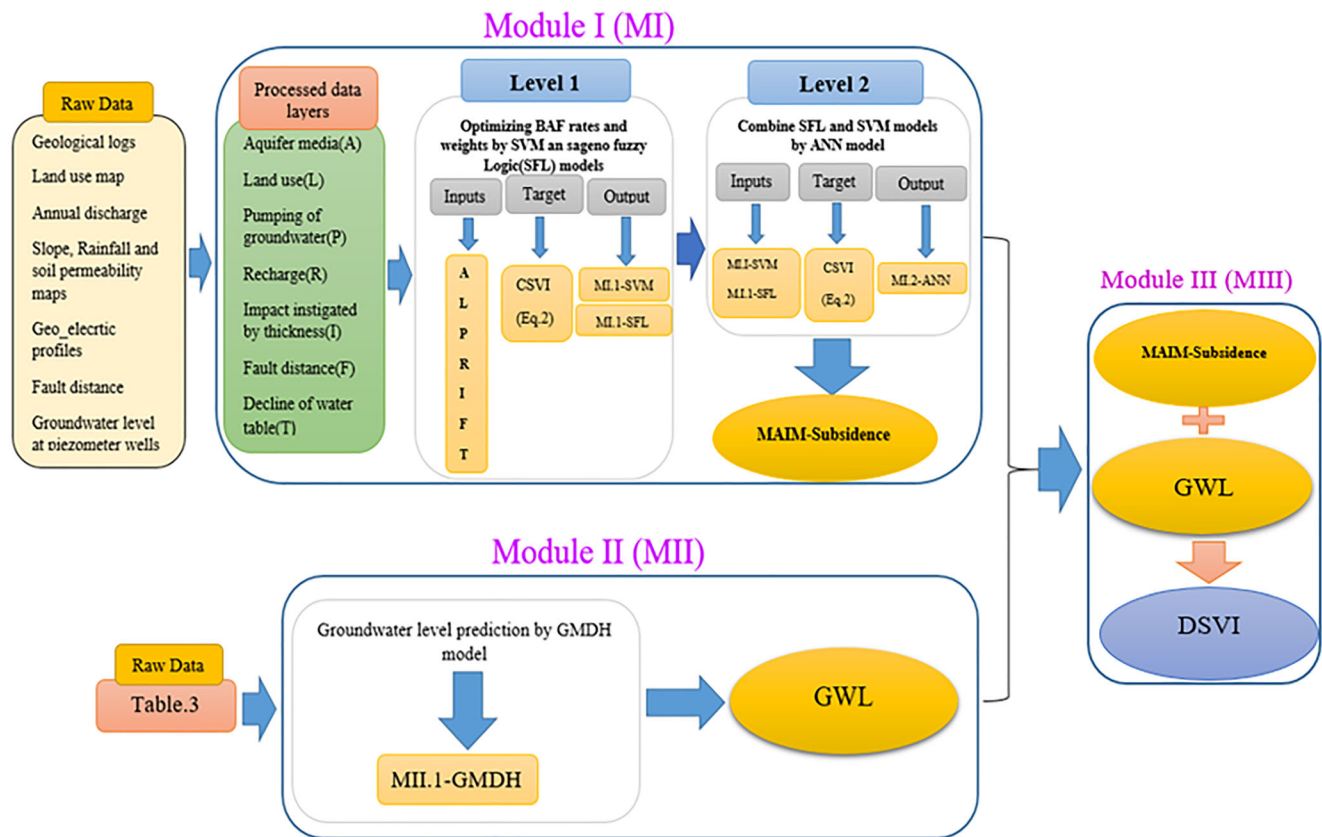 Module I (MI)
Raw Data
Geological logs
Land use map
Annual discharge
Slope, Rainfall and
soil permeability
maps
Geo_elecrtic
profiles
Fault distance
Groundwater level
at piezometer wells
Processed data
layers
Aquifer media(A)
Land use(L)
Pumping of
groundwater(P)
Recharge(R)
Impact instigated
by thickness(I)
Fault distance(F)
Decline of water
table(T)
Level 1
Optimizing BAF rates and
weights by SVM an sageno fuzzy
Logic(SFL) models
Inputs
Target
Output
A
L
P
R
I
F
T
CSVI
(Eq.2)
MI.1-SVM
MI.1-SFL
Level 2
Combine SFL and SVM models
by ANN model
Inputs
Target
Output
MI.I-SVM
MI.1-SFL
CSVI
(Eq.2)
MI.2-ANN
MAIM-Subsidence
Module II (MII)
Raw Data
Table.3
Groundwater level prediction by GMDH
model
MII.1-GMDH
GWL
Module III (MIII)
MAIM-Subsidence
GWL
DSVI